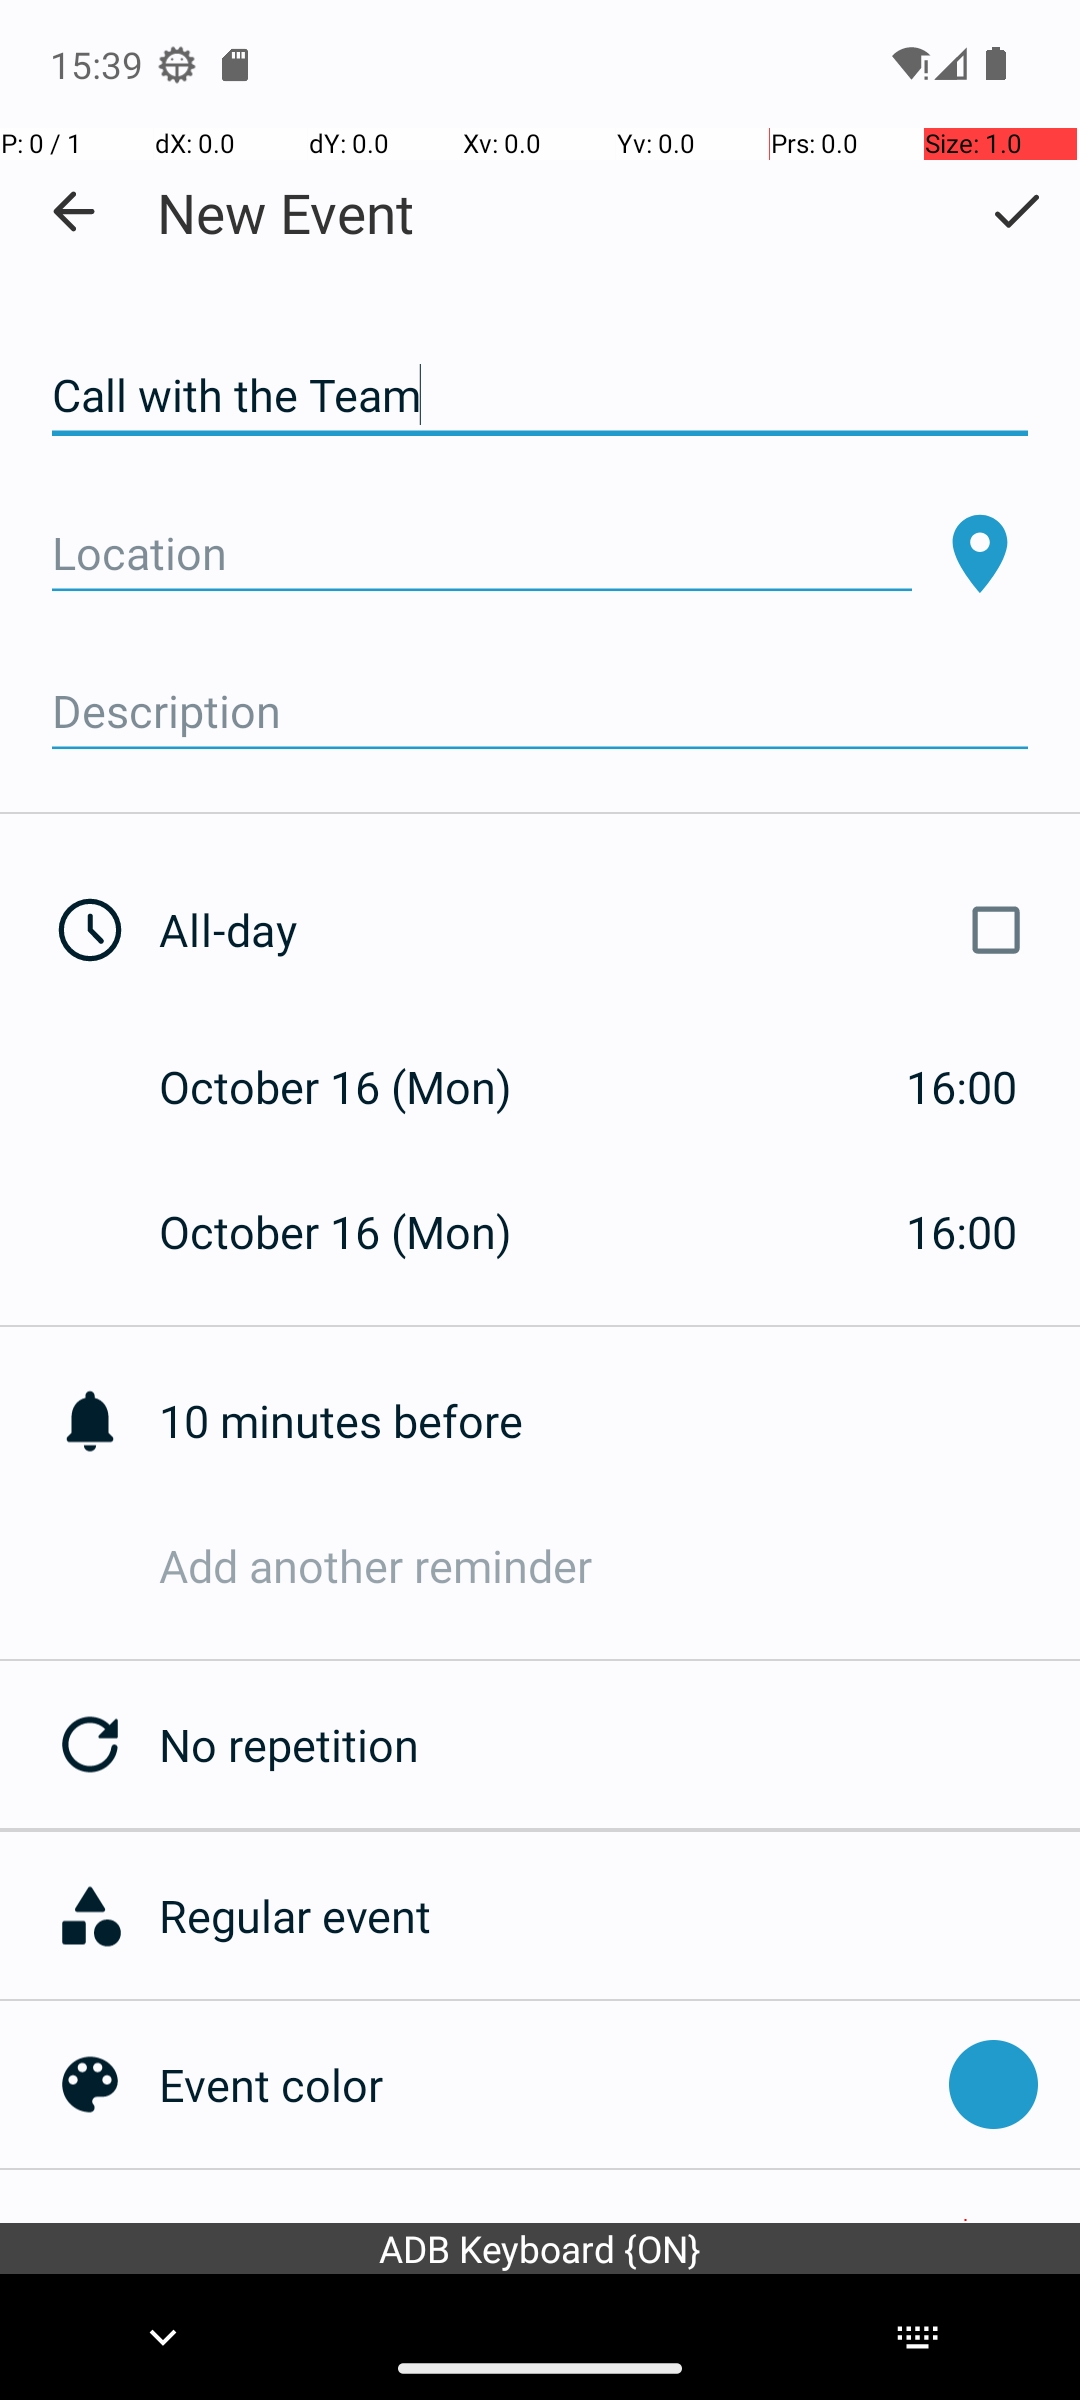 15:39
P: 0 / 1 dX: 0.0 dY: 0.0 Xv: 0.0 Yv: 0.0 Prs: 0.0 Size: 1.0
New Event
Call with the Team
Location
Description
All-day
October 16 (Mon) 16:00
October 16 (Mon) 16:00
10 minutes before
Add another reminder
No repetition
Regular event
Event color
ADB Keyboard {ON}